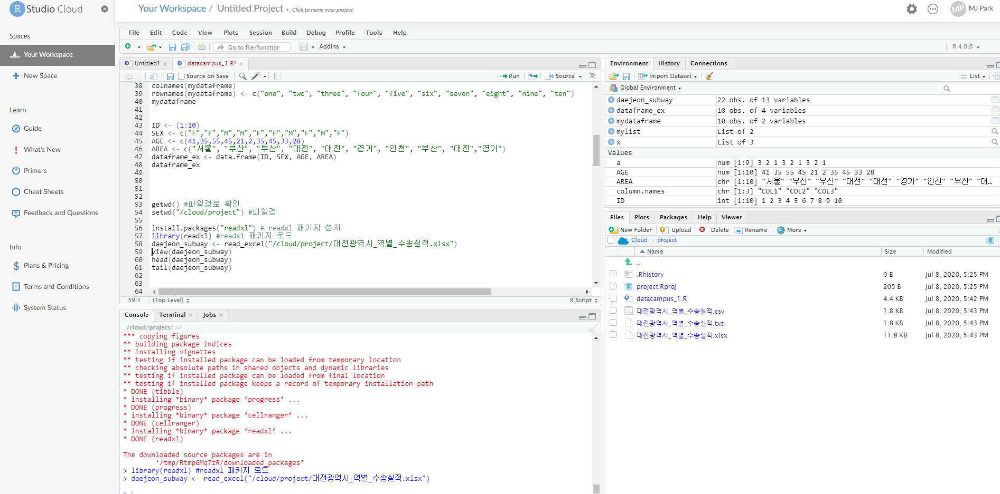 R Studio Cloud
Your Workspace / Untitled Project ← Click to name your project
MP MJ Park
Spaces
Your Workspace
New Space
Learn
Guide
What's New
Primers
Cheat Sheets
Feedback and Questions
Info
Plans & Pricing
Terms and Conditions
System Status
File Edit Code View Plots Session Build Debug Profile Tools Help
Go to file/function Addins
R 4.0.0
Untitled1 datacampus_1.R*
Source on Save Run Source
38 colnames(mydataframe)
39 rownames(mydataframe) <- c("one", "two", "three", "four", "five", "six", "seven", "eight", "nine", "ten")
40 mydataframe
41
42
43 ID <- (1:10)
44 SEX <- c("F","F","M","M","F","F","M","F","M","F")
45 AGE <- c(41,35,55,45,21,2,35,45,33,28)
46 AREA <- c("서울", "부산", "부산", "대전", "대전", "경기", "인천", "부산", "대전","경기")
47 dataframe_ex <- data.frame(ID, SEX, AGE, AREA)
48 dataframe_ex
49
50
51
52
53 getwd() #파일경로 확인
54 setwd("/cloud/project") #파일경
55
56 install.packages("readxl") # readxl 패키지 설치
57 library(readxl) #readxl 패키지 로드
58 daejeon_subway <- read_excel("/cloud/project/대전광역시_역별_수송실적.xlsx")
59 View(daejeon_subway)
60 head(daejeon_subway)
61 tail(daejeon_subway)
62
63
64
59:1 (Top Level) R Script
Console Terminal Jobs
/cloud/project/
*** copying figures
** building package indices
** installing vignettes
** testing if installed package can be loaded from temporary location
** checking absolute paths in shared objects and dynamic libraries
** testing if installed package can be loaded from final location
** testing if installed package keeps a record of temporary installation path
* DONE (tibble)
* installing *binary* package ‘progress’ ...
* DONE (progress)
* installing *binary* package ‘cellranger’ ...
* DONE (cellranger)
* installing *binary* package ‘readxl’ ...
* DONE (readxl)
The downloaded source packages are in
‘/tmp/RtmpGMq7zR/downloaded_packages’
> library(readxl) #readxl 패키지 로드
> daejeon_subway <- read_excel("/cloud/project/대전광역시_역별_수송실적.xlsx")
>
Environment History Connections
Import Dataset List
Global Environment
daejeon_subway 22 obs. of 13 variables
dataframe_ex 10 obs. of 4 variables
mydataframe 10 obs. of 2 variables
mylist List of 2
x List of 3
Values
a num [1:9] 3 2 1 3 2 1 3 2 1
AGE num [1:10] 41 35 55 45 21 2 35 45 33 28
AREA chr [1:10] "서울" "부산" "부산" "대전" "대전" "경기" "인천" "부산" "대…
column.names chr [1:3] "COL1" "COL2" "COL3"
ID int [1:10] 1 2 3 4 5 6 7 8 9 10
Files Plots Packages Help Viewer
New Folder Upload Delete Rename More
Cloud > project
Name Size Modified
..
.Rhistory 0 B Jul 8, 2020, 5:25 PM
project.Rproj 205 B Jul 8, 2020, 5:25 PM
datacampus_1.R 4.4 KB Jul 8, 2020, 5:42 PM
대전광역시_역별_수송실적.csv 1.8 KB Jul 8, 2020, 5:43 PM
대전광역시_역별_수송실적.txt 1.8 KB Jul 8, 2020, 5:43 PM
대전광역시_역별_수송실적.xlsx 11.8 KB Jul 8, 2020, 5:43 PM